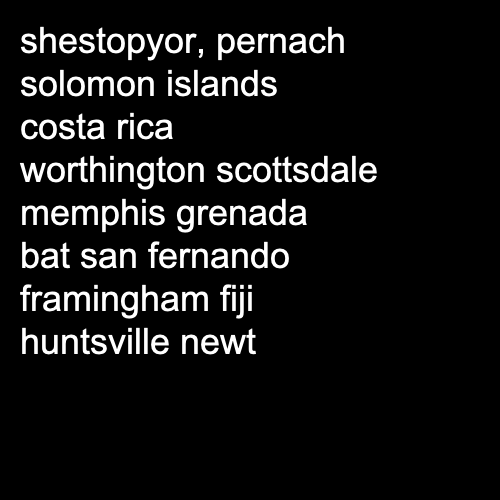 shestopyor, pernach
solomon islands
costa rica
worthington scottsdale
memphis grenada
bat san fernando
framingham fiji
huntsville newt